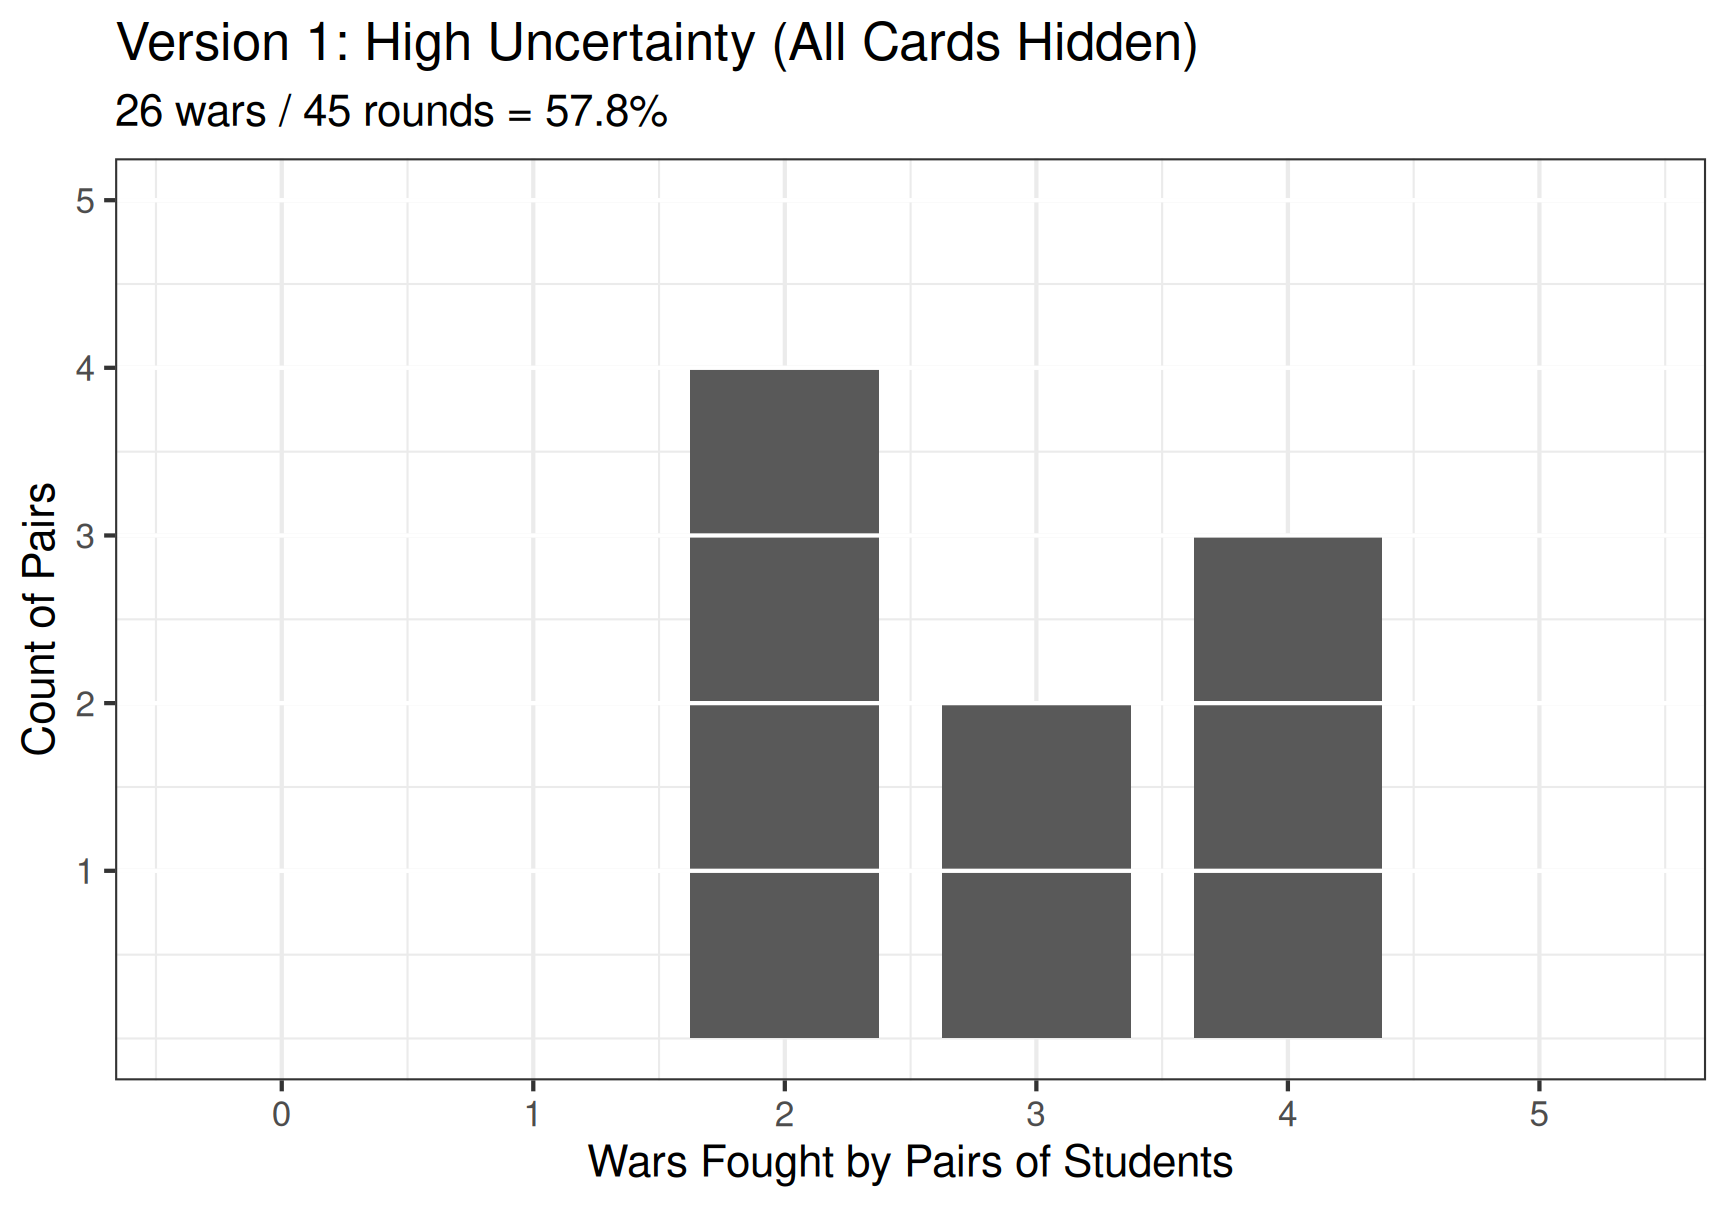 Version 1: High Uncertainty (All Cards Hidden)
26 wars / 45 rounds = 57.8%
Count of Pairs
5
4
3
2
1
0 1 2 3 4 5
Wars Fought by Pairs of Students